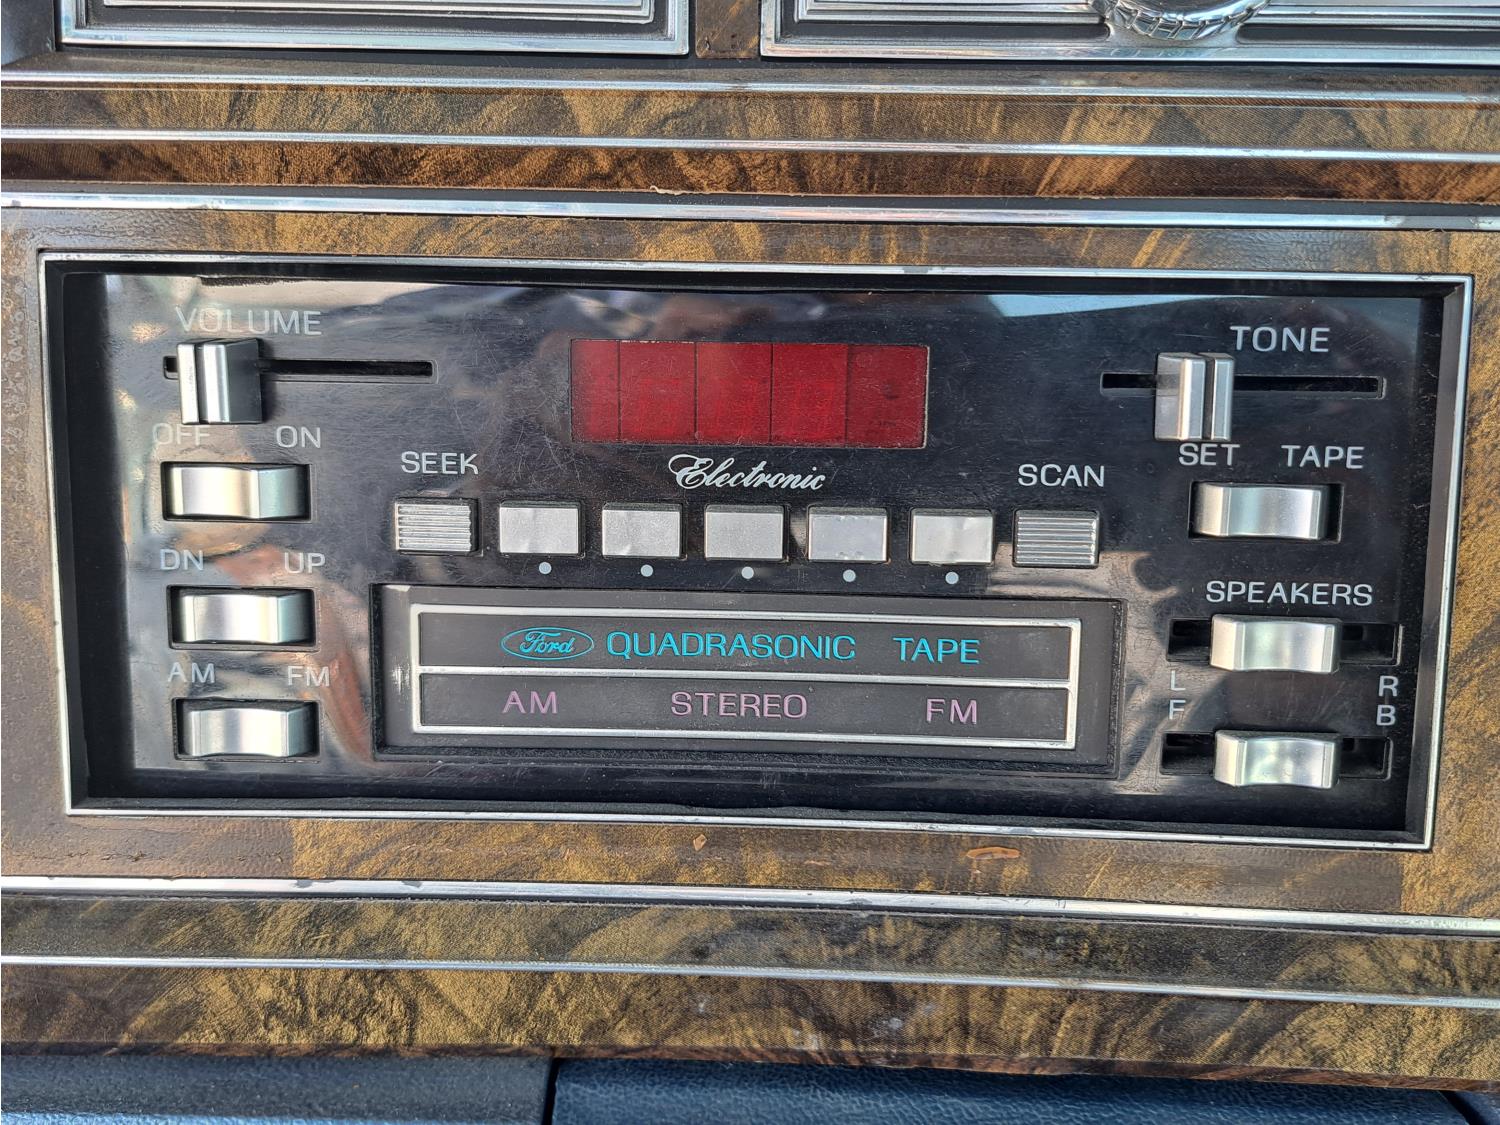 VOLUME
TONE
OFF ON
SEEK
Electronic
SCAN
SET TAPE
DN UP
SPEAKERS
Ford QUADRASONIC TAPE
AM FM
AM STEREO FM
L R
F B